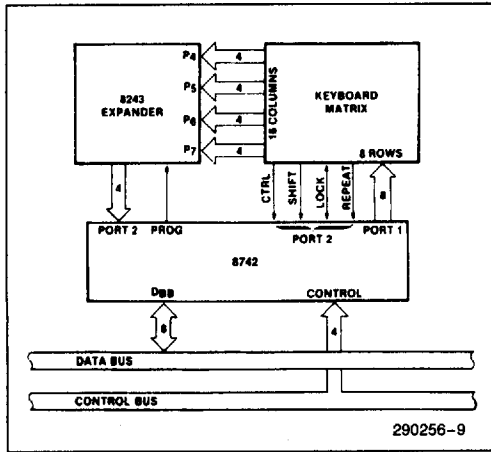 8243
EXPANDER
P4
P5
P6
P7
4
4
4
4
16 COLUMNS
KEYBOARD
MATRIX
8 ROWS
4
CTRL
SHIFT
LOCK
REPEAT
8
PORT 2
PROG
PORT 2
PORT 1
8742
DBB
CONTROL
8
4
DATA BUS
CONTROL BUS
290256-9